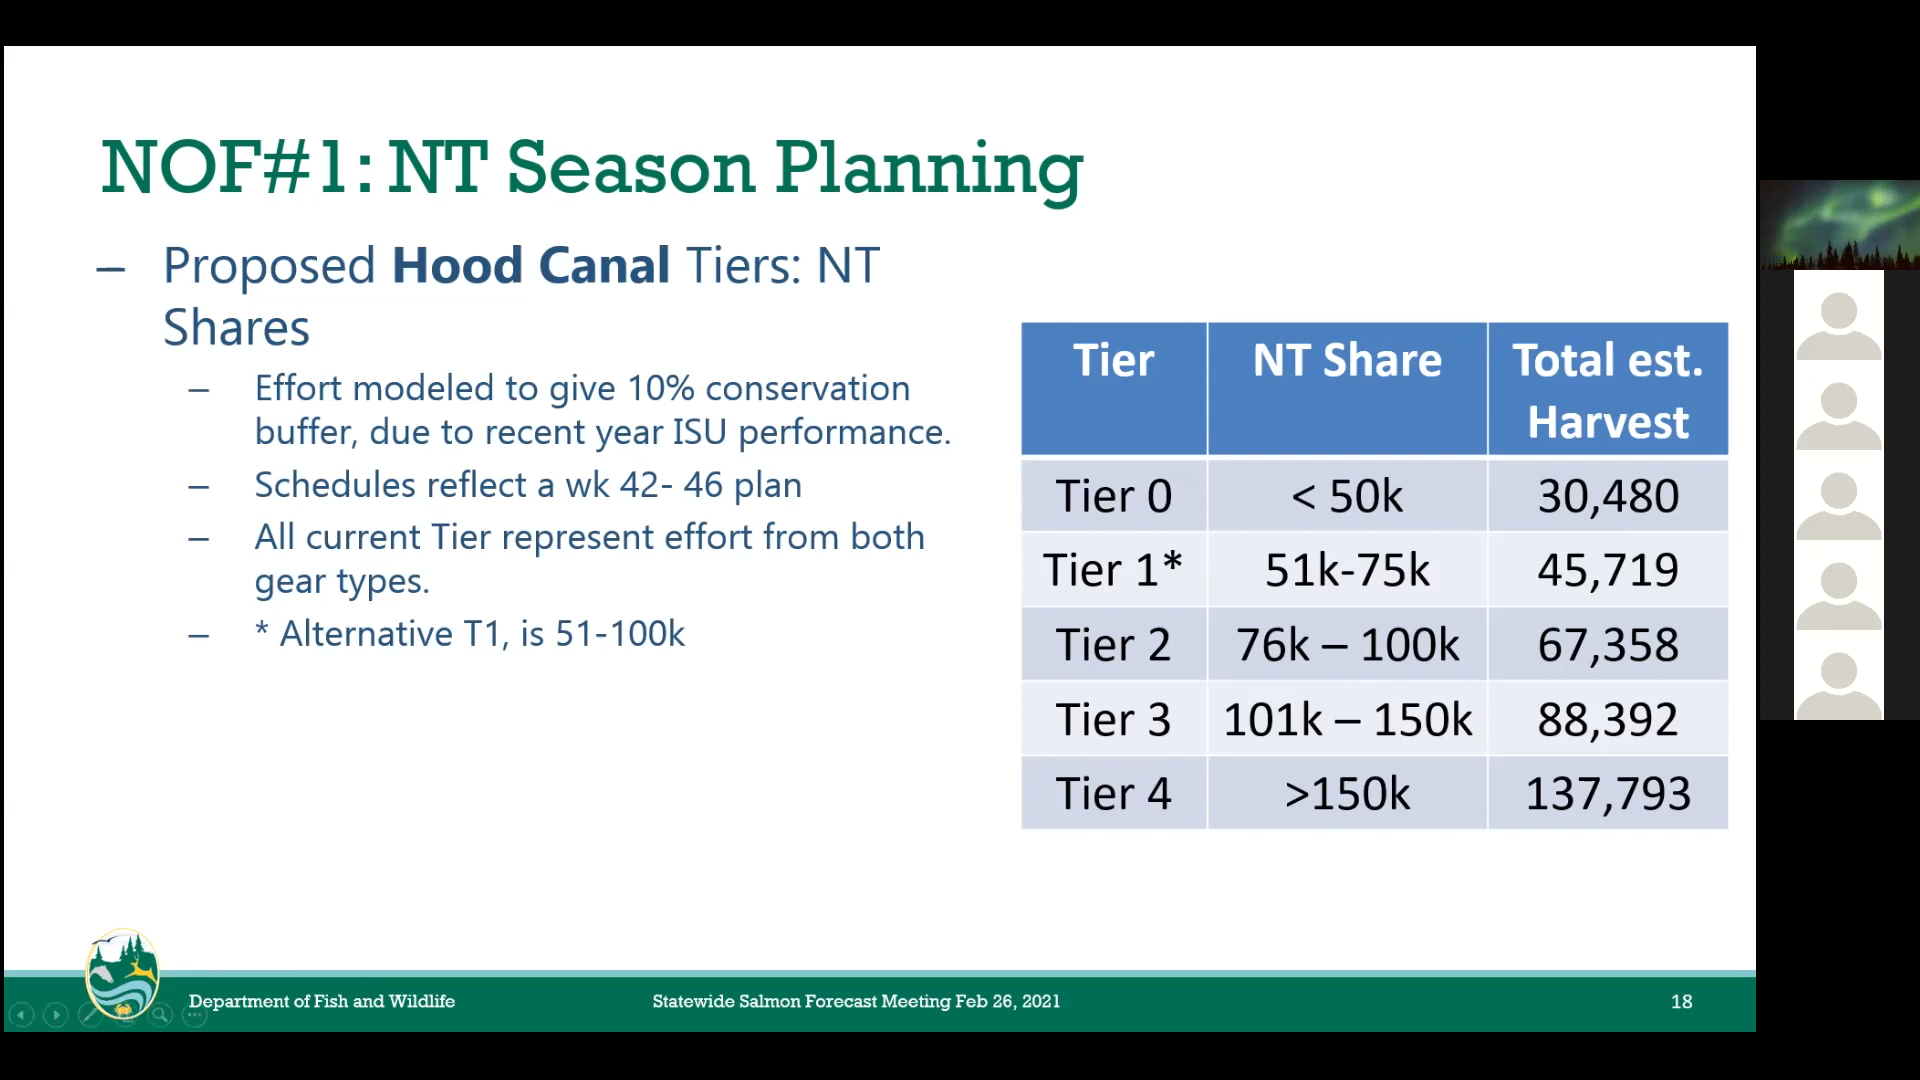 NOF#1: NT Season Planning
– Proposed Hood Canal Tiers: NT
Shares
– Effort modeled to give 10% conservation
buffer, due to recent year ISU performance.
– Schedules reflect a wk 42- 46 plan
– All current Tier represent effort from both
gear types.
– * Alternative T1, is 51-100k
Tier NT Share Total est.
Harvest
Tier 0 < 50k 30,480
Tier 1* 51k-75k 45,719
Tier 2 76k – 100k 67,358
Tier 3 101k – 150k 88,392
Tier 4 >150k 137,793
Department of Fish and Wildlife Statewide Salmon Forecast Meeting Feb 26, 2021 18